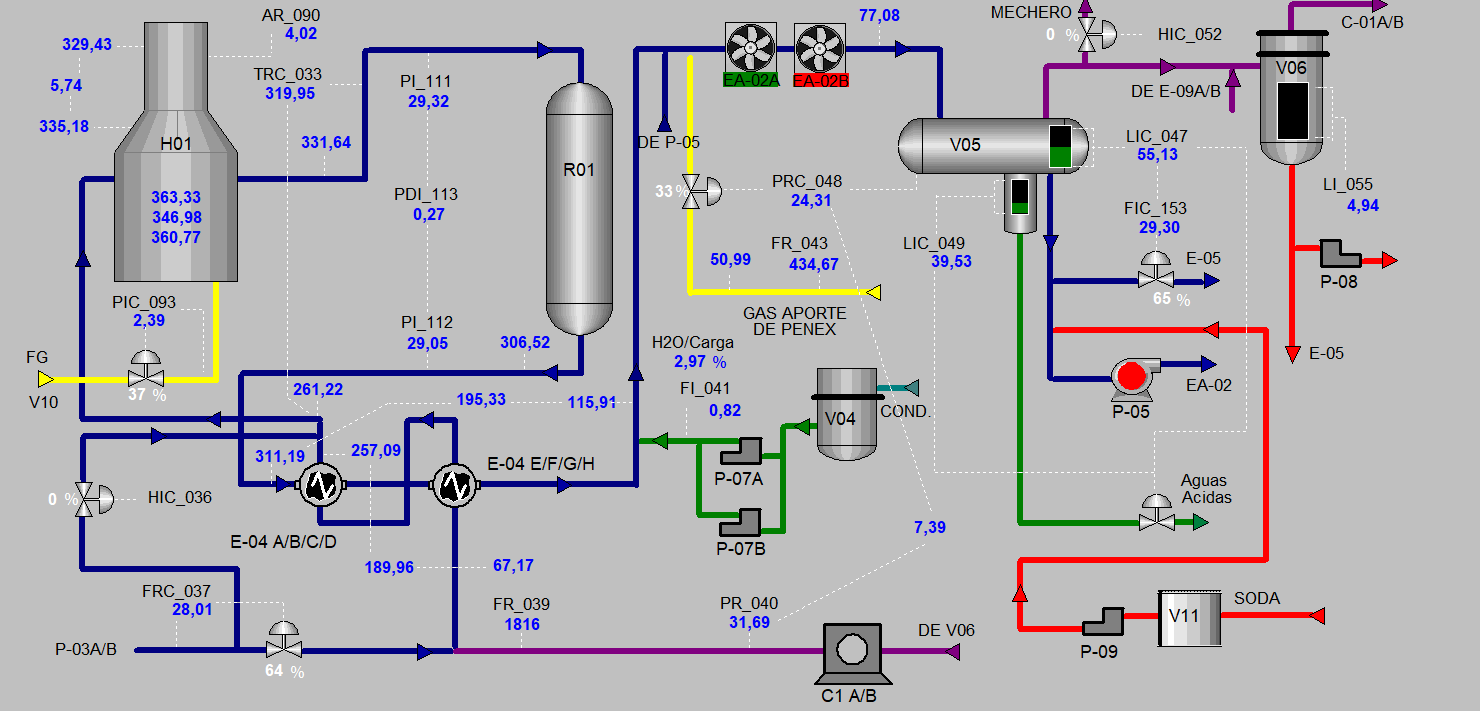 AR_090
4,02
329,43
5,74
335,18
H01
363,33
346,98
360,77
TRC_033
319,95
331,64
PI_111
29,32
PDI_113
0,27
R01
PI_112
29,05
306,52
PIC_093
2,39
FG
V10
37 %
261,22
195,33
115,91
311,19
257,09
E-04 E/F/G/H
E-04 A/B/C/D
0 %
HIC_036
189,96
67,17
FRC_037
28,01
P-03A/B
64 %
FR_039
1816
PR_040
31,69
7,39
C1 A/B
DE V06
DE P-05
EA-02A
EA-02B
77,08
33%
PRC_048
24,31
50,99
FR_043
434,67
GAS APORTE
DE PENEX
H2O/Carga
2,97 %
FI_041
0,82
V04
COND.
P-07A
P-07B
MECHERO
0 %
HIC_052
C-01A/B
V06
DE E-09A/B
V05
LIC_047
55,13
LI_055
4,94
LIC_049
39,53
FIC_153
29,30
E-05
65 %
P-08
E-05
EA-02
P-05
Aguas
Acidas
SODA
V11
P-09